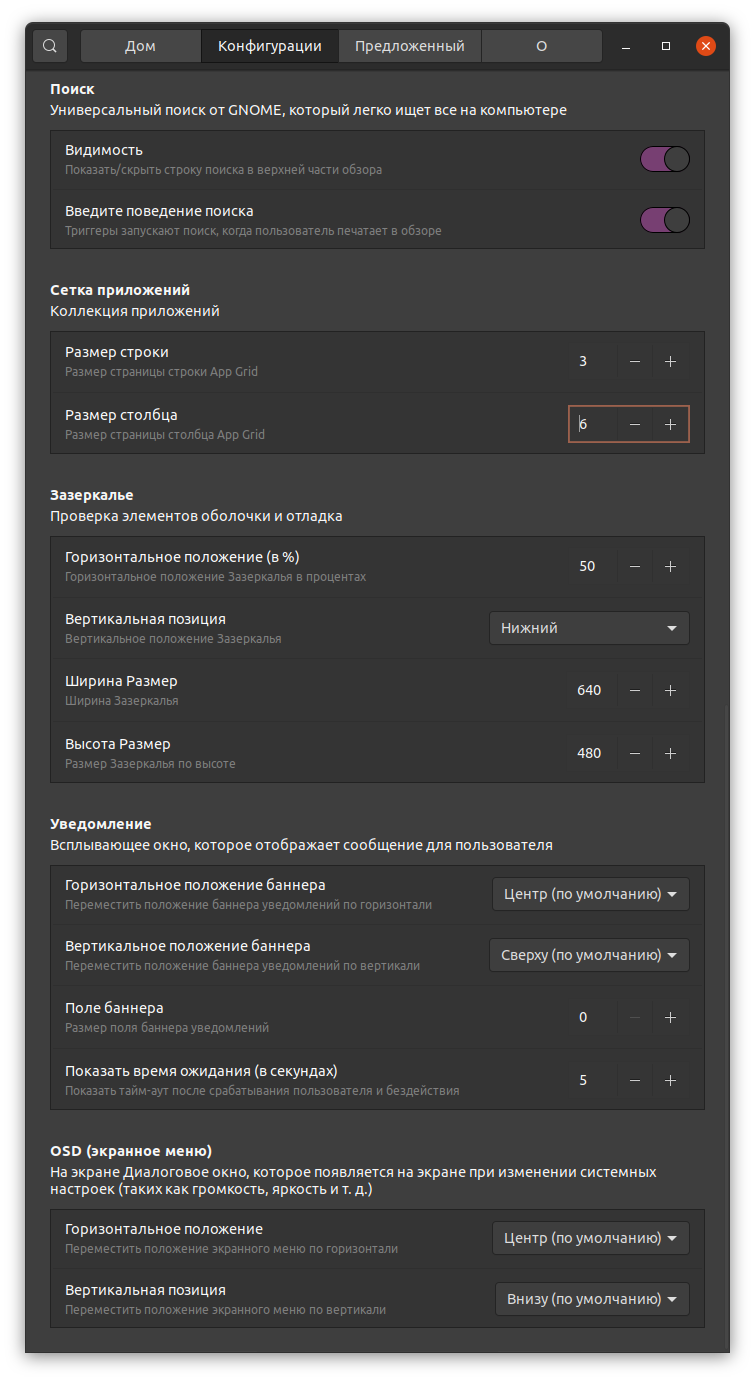 Дом Конфигурации Предложенный О
Поиск
Универсальный поиск от GNOME, который легко ищет все на компьютере
Видимость
Показать/скрыть строку поиска в верхней части обзора
Введите поведение поиска
Триггеры запускают поиск, когда пользователь печатает в обзоре
Сетка приложений
Коллекция приложений
Размер строки
Размер страницы строки App Grid
3 − +
Размер столбца
Размер страницы столбца App Grid
6 − +
Зазеркалье
Проверка элементов оболочки и отладка
Горизонтальное положение (в %)
Горизонтальное положение Зазеркалья в процентах
50 − +
Вертикальная позиция
Вертикальное положение Зазеркалья
Нижний
Ширина Размер
Ширина Зазеркалья
640 − +
Высота Размер
Размер Зазеркалья по высоте
480 − +
Уведомление
Всплывающее окно, которое отображает сообщение для пользователя
Горизонтальное положение баннера
Переместить положение баннера уведомлений по горизонтали
Центр (по умолчанию)
Вертикальное положение баннера
Переместить положение баннера уведомлений по вертикали
Сверху (по умолчанию)
Поле баннера
Размер поля баннера уведомлений
0 − +
Показать время ожидания (в секундах)
Показать тайм-аут после срабатывания пользователя и бездействия
5 − +
OSD (экранное меню)
На экране Диалоговое окно, которое появляется на экране при изменении системных
настроек (таких как громкость, яркость и т. д.)
Горизонтальное положение
Переместить положение экранного меню по горизонтали
Центр (по умолчанию)
Вертикальная позиция
Переместить положение экранного меню по вертикали
Внизу (по умолчанию)